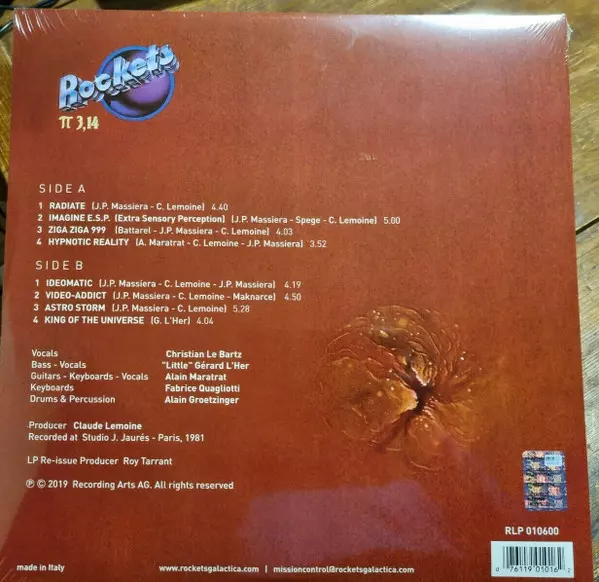 Rockets
π 3,14
SIDE A
1 RADIATE (J.P. Massiera - C. Lemoine) 4.40
2 IMAGINE E.S.P. (Extra Sensory Perception) (J.P. Massiera - Spege - C. Lemoine) 5.00
3 ZIGA ZIGA 999 (Battarel - J.P. Massiera - C. Lemoine) 4.03
4 HYPNOTIC REALITY (A. Maratrat - C. Lemoine - J.P. Massiera) 3.52
SIDE B
1 IDEOMATIC (J.P. Massiera - C. Lemoine - J.P. Massiera) 4.19
2 VIDEO-ADDICT (J.P. Massiera - C. Lemoine - Maknarce) 4.50
3 ASTRO STORM (J.P. Massiera - C. Lemoine) 5.28
4 KING OF THE UNIVERSE (G. L'Her) 4.04
Vocals Christian Le Bartz
Bass - Vocals "Little" Gérard L'Her
Guitars - Keyboards - Vocals Alain Maratrat
Keyboards Fabrice Quagliotti
Drums & Percussion Alain Groetzinger
Producer Claude Lemoine
Recorded at Studio J. Jaurés - Paris, 1981
LP Re-issue Producer Roy Tarrant
℗ © 2019 Recording Arts AG. All rights reserved
RLP 010600
made in Italy
www.rocketsgalactica.com | missioncontrol@rocketsgalactica.com
0 76119 05016 2